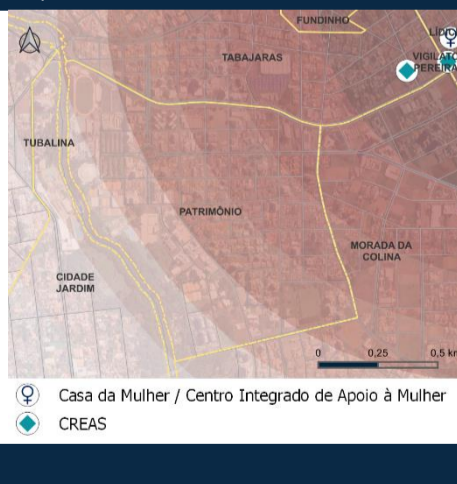 FUNDINHO
TABAJARAS
VIGILATO
PEREIRA
TUBALINA
PATRIMÔNIO
MORADA DA
COLINA
CIDADE
JARDIM
0 0,25 0,5 km
Casa da Mulher / Centro Integrado de Apoio à Mulher
CREAS